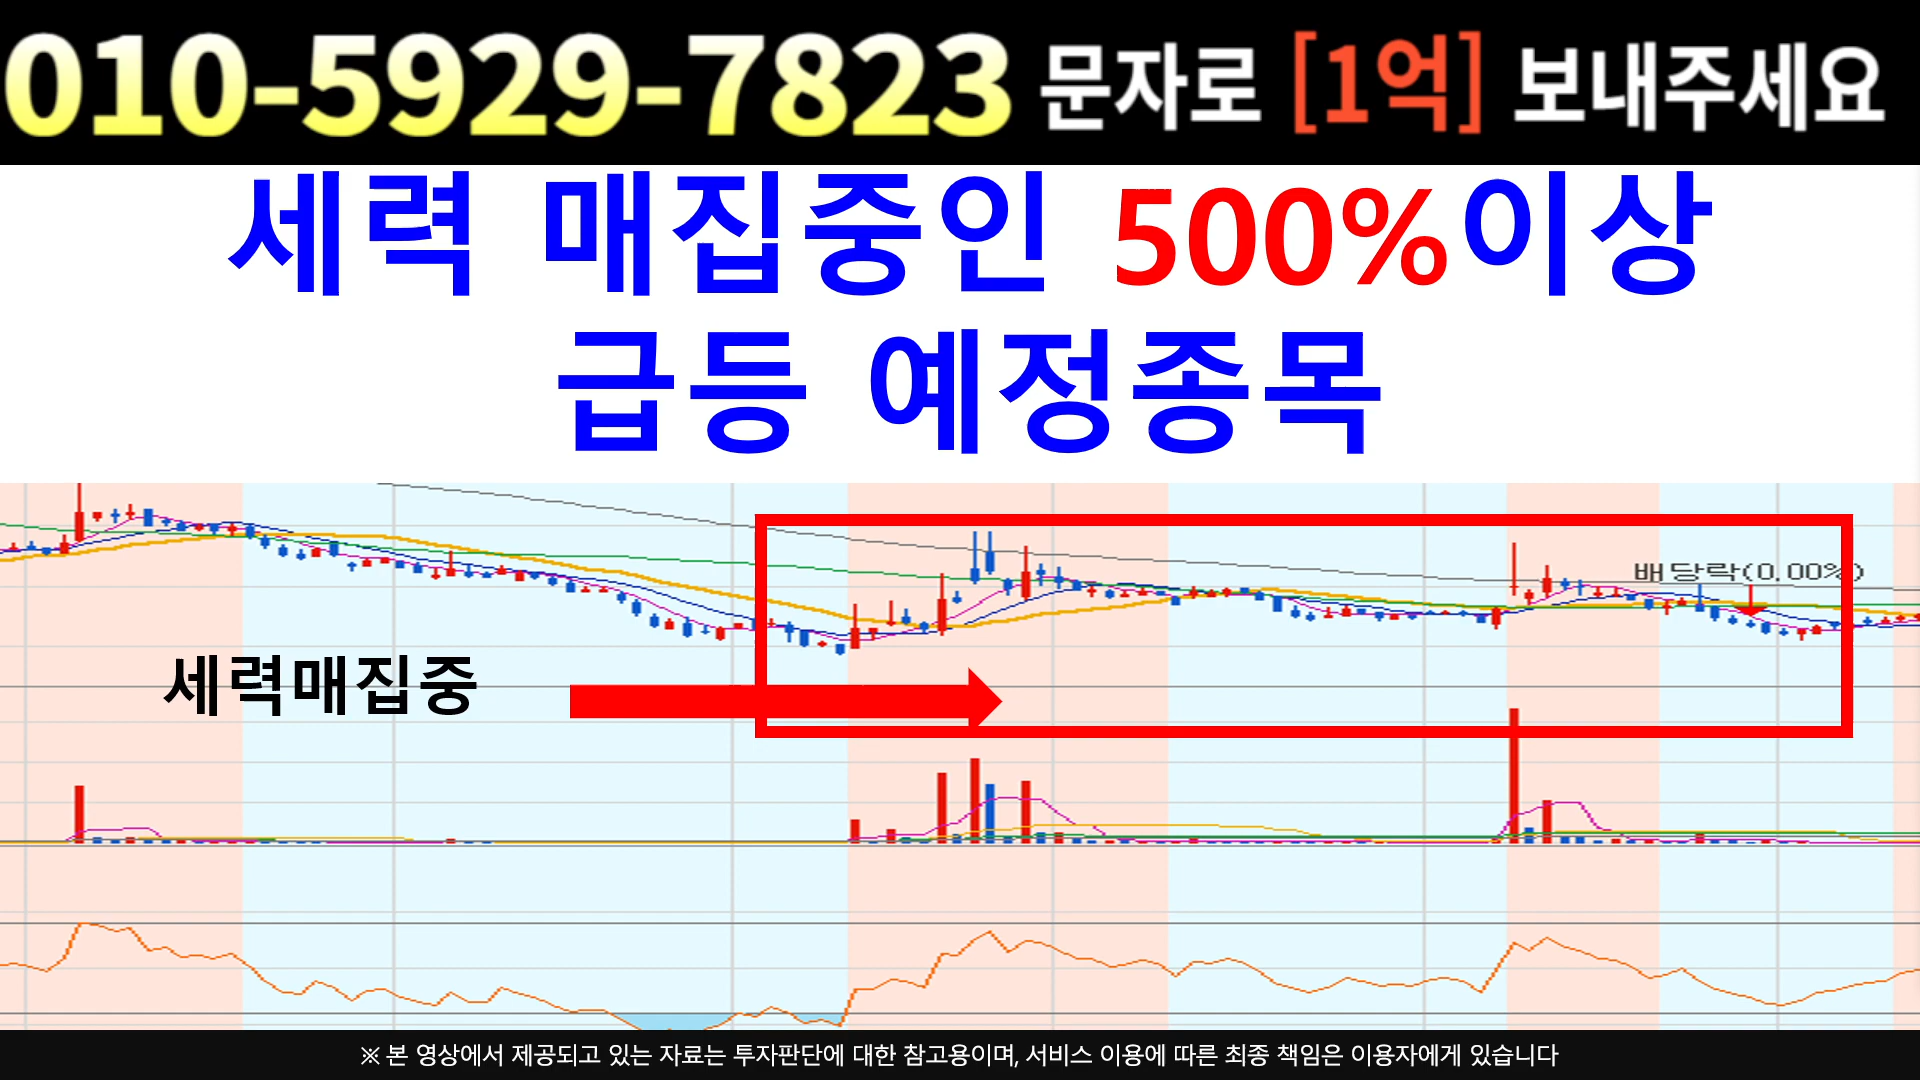 010-5929-7823 문자로 [1억] 보내주세요
세력 매집중인 500%이상
급등 예정종목
배당락(0.00%)
세력매집중
※ 본 영상에서 제공되고 있는 자료는 투자판단에 대한 참고용이며, 서비스 이용에 따른 최종 책임은 이용자에게 있습니다